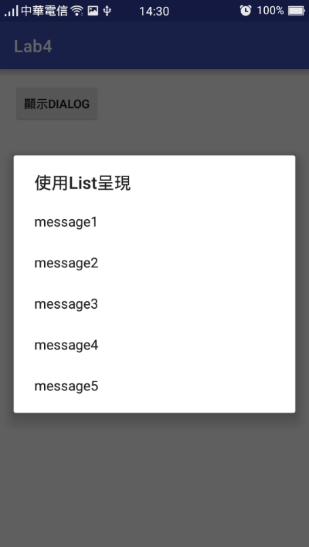 中華電信 14:30 100%
Lab4
顯示DIALOG
使用List呈現
message1
message2
message3
message4
message5